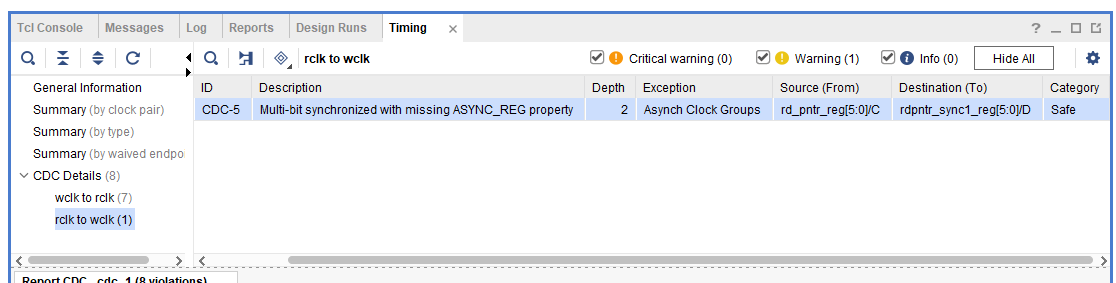 Tcl Console Messages Log Reports Design Runs Timing
rclk to wclk Critical warning (0) Warning (1) Info (0) Hide All
General Information
Summary (by clock pair)
Summary (by type)
Summary (by waived endpoi
CDC Details (8)
wclk to rclk (7)
rclk to wclk (1)
ID Description Depth Exception Source (From) Destination (To) Category
CDC-5 Multi-bit synchronized with missing ASYNC_REG property 2 Asynch Clock Groups rd_pntr_reg[5:0]/C rdpntr_sync1_reg[5:0]/D Safe
Report CDC - cdc_1 (8 violations)